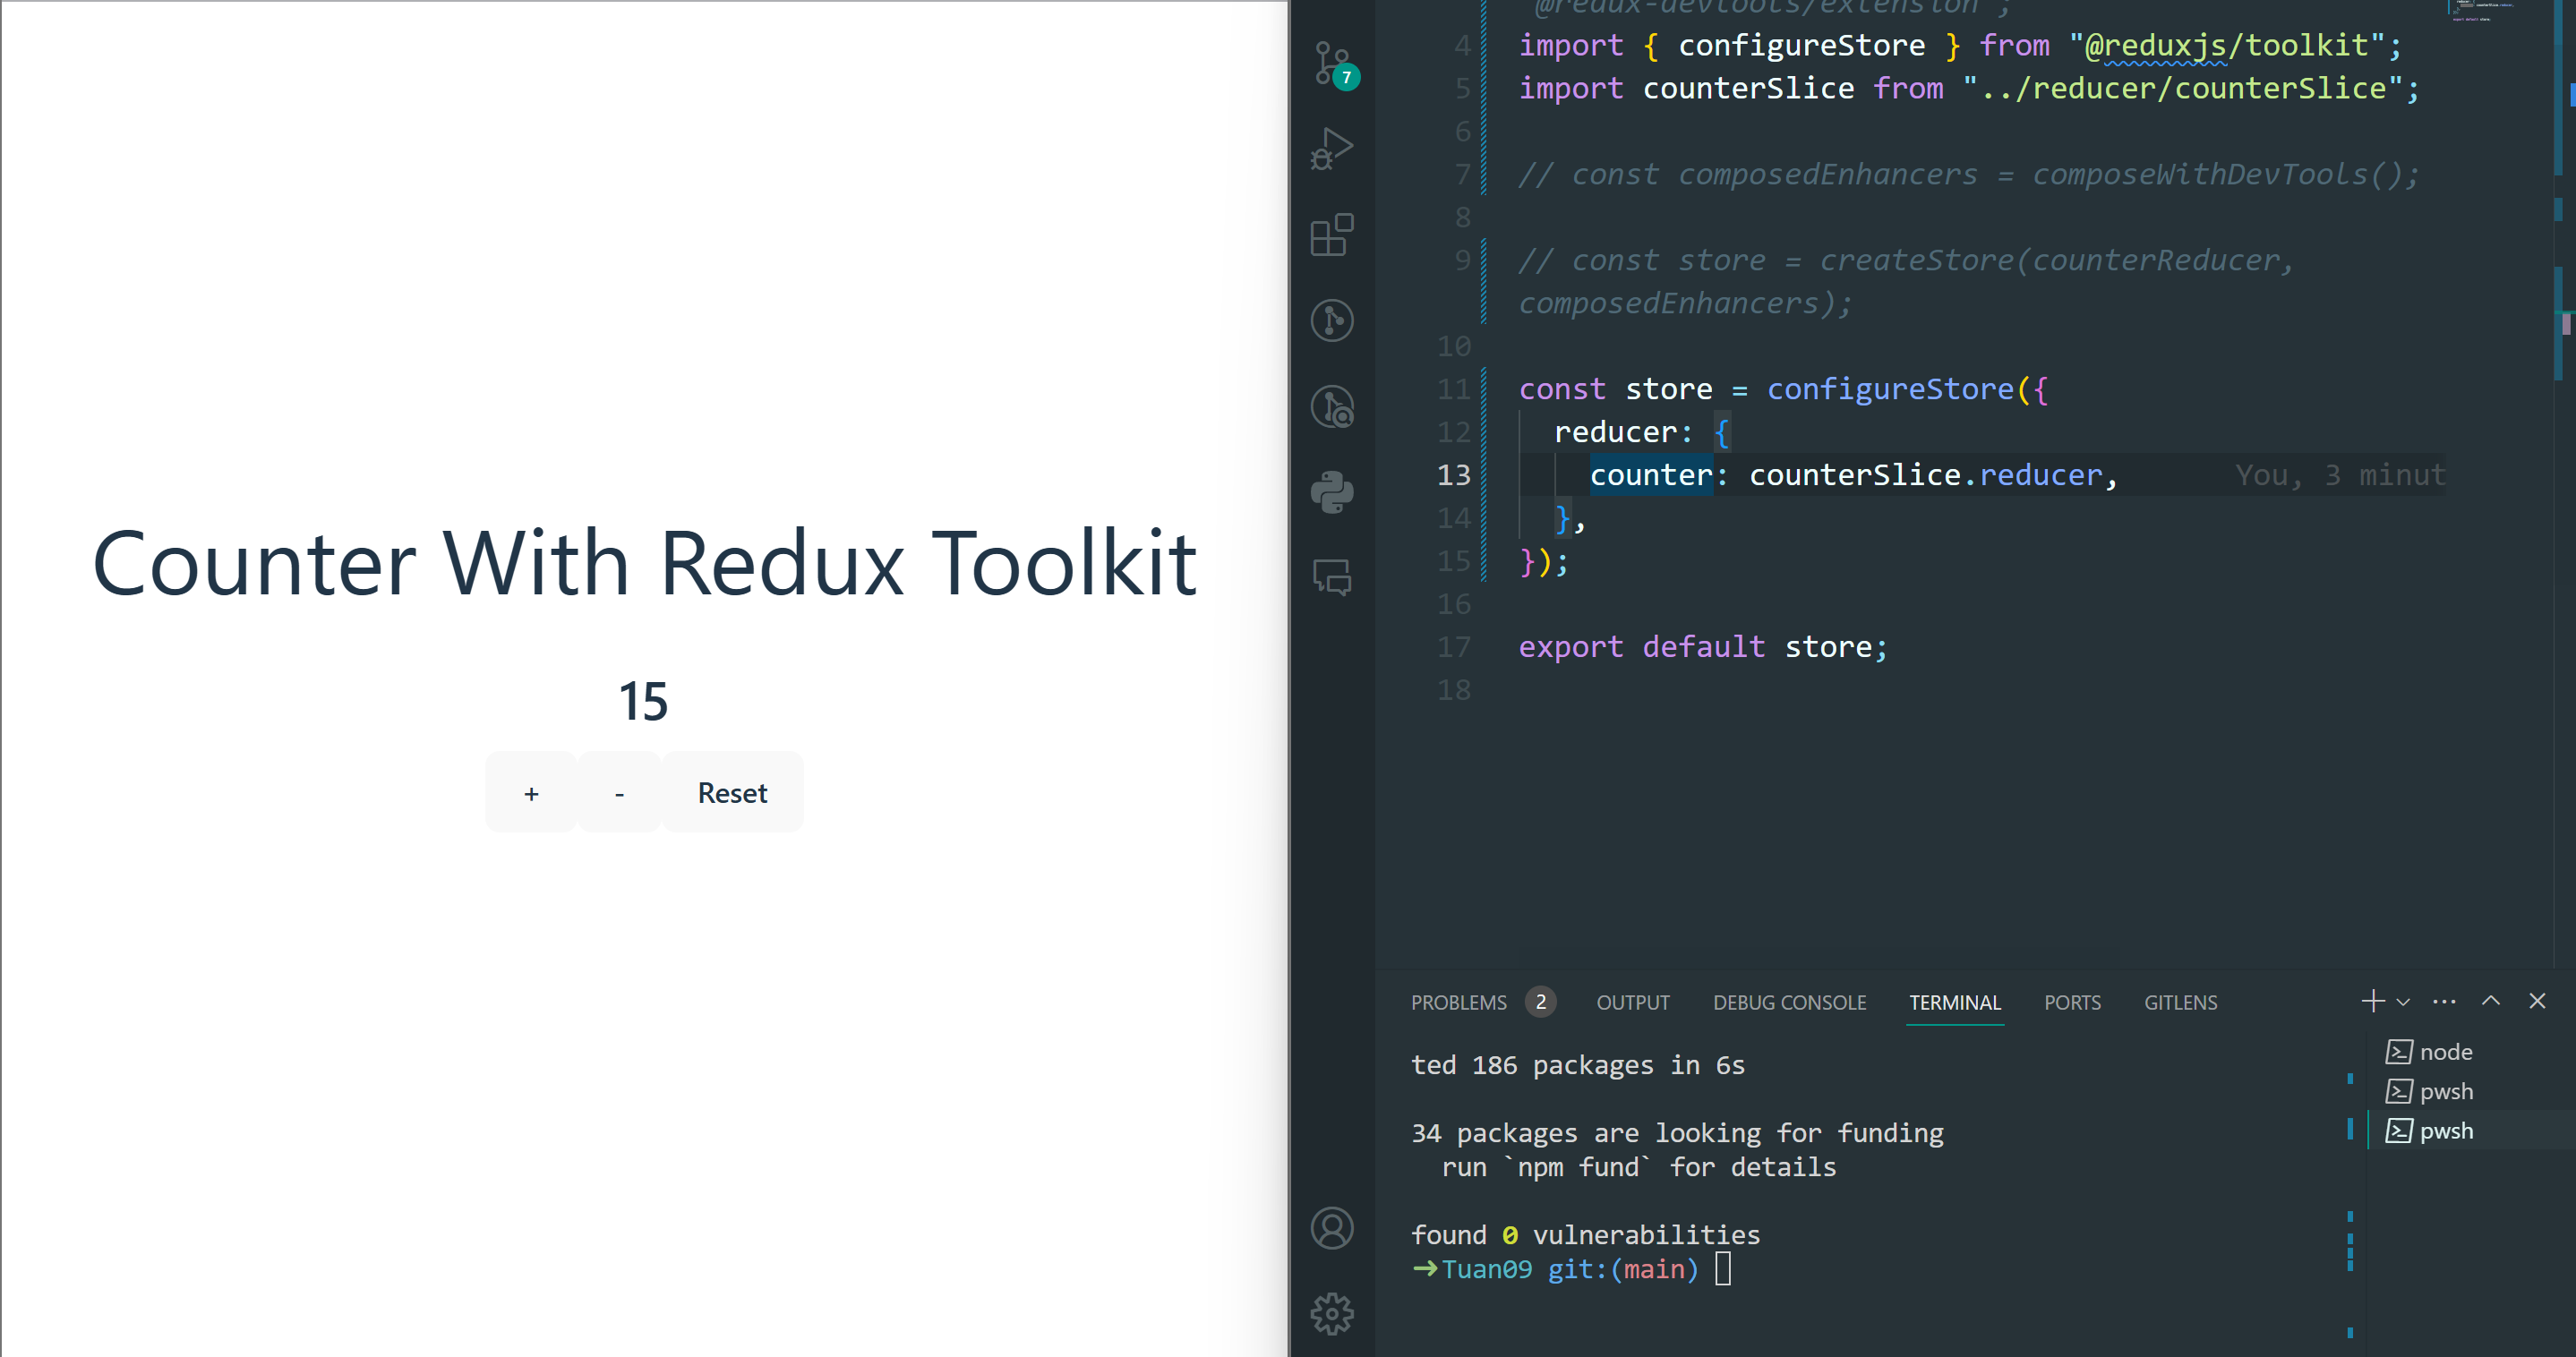 Counter With Redux Toolkit
15
+ - Reset
7
"@redux-devtools/extension";
4 import { configureStore } from "@reduxjs/toolkit";
5 import counterSlice from "../reducer/counterSlice";
6
7 // const composedEnhancers = composeWithDevTools();
8
9 // const store = createStore(counterReducer,
composedEnhancers);
10
11 const store = configureStore({
12 reducer: {
13 counter: counterSlice.reducer, You, 3 minut
14 },
15 });
16
17 export default store;
18
PROBLEMS 2 OUTPUT DEBUG CONSOLE TERMINAL PORTS GITLENS
ted 186 packages in 6s
34 packages are looking for funding
run `npm fund` for details
found 0 vulnerabilities
➜Tuan09 git:(main)
node
pwsh
pwsh